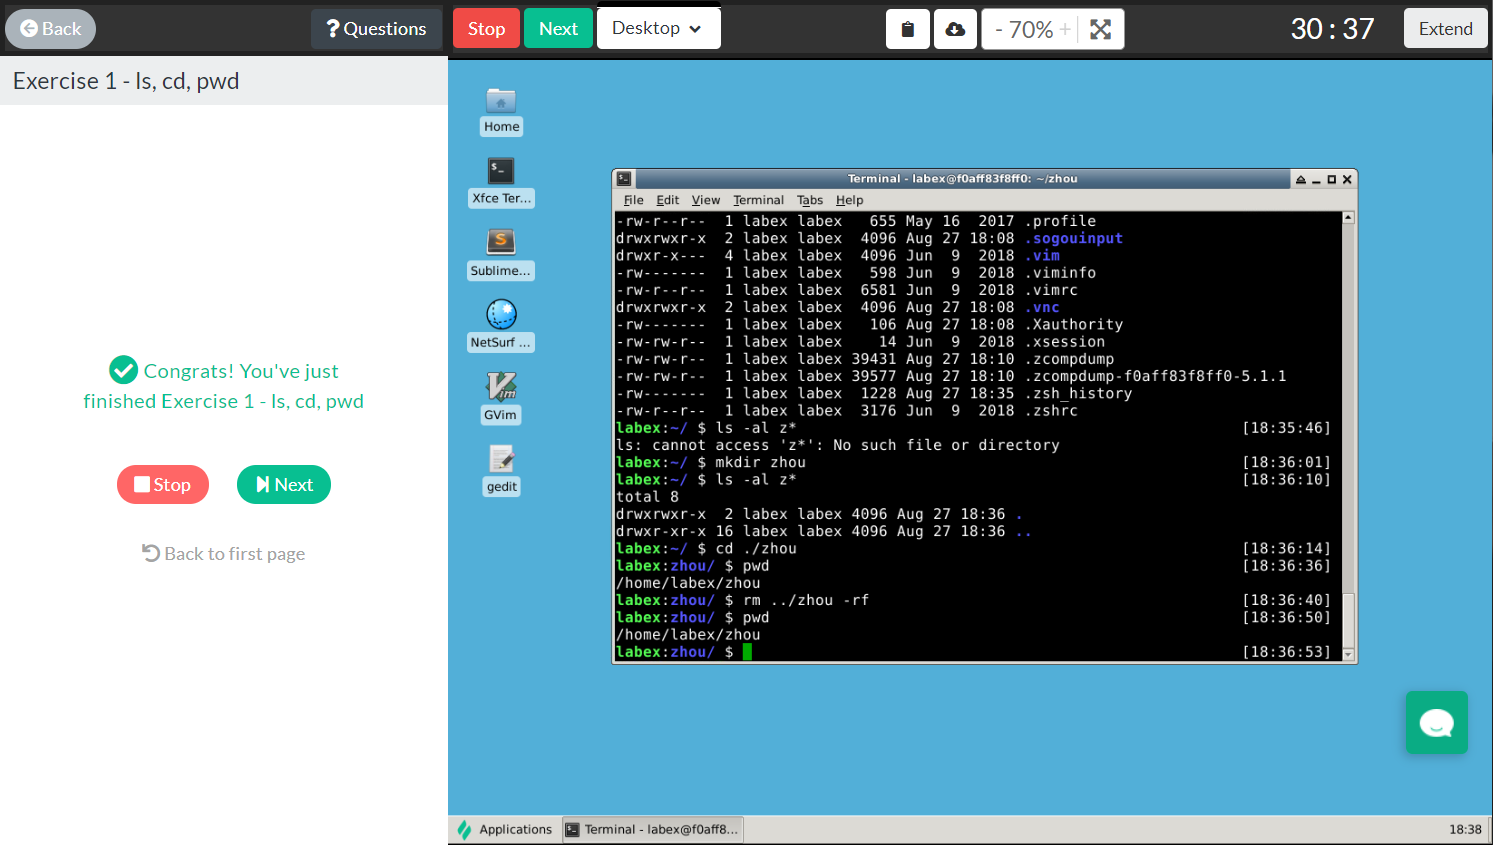 Back
? Questions
Stop
Next
Desktop
- 70% +
30 : 37
Extend
Exercise 1 - ls, cd, pwd
Congrats! You've just
finished Exercise 1 - ls, cd, pwd
Stop
Next
Back to first page
Home
Xfce Ter...
Sublime...
NetSurf ...
GVim
gedit
Terminal - labex@f0aff83f8ff0: ~/zhou
File Edit View Terminal Tabs Help
-rw-r--r-- 1 labex labex 655 May 16 2017 .profile
drwxrwxr-x 2 labex labex 4096 Aug 27 18:08 .sogouinput
drwxr-x--- 4 labex labex 4096 Jun 9 2018 .vim
-rw------- 1 labex labex 598 Jun 9 2018 .viminfo
-rw-r--r-- 1 labex labex 6581 Jun 9 2018 .vimrc
drwxrwxr-x 2 labex labex 4096 Aug 27 18:08 .vnc
-rw------- 1 labex labex 106 Aug 27 18:08 .Xauthority
-rw-r--r-- 1 labex labex 14 Jun 9 2018 .xsession
-rw-rw-r-- 1 labex labex 39431 Aug 27 18:10 .zcompdump
-rw-rw-r-- 1 labex labex 39577 Aug 27 18:10 .zcompdump-f0aff83f8ff0-5.1.1
-rw------- 1 labex labex 1228 Aug 27 18:35 .zsh_history
-rw-rw-r-- 1 labex labex 3176 Jun 9 2018 .zshrc
labex:~/ $ ls -al z* [18:35:46]
ls: cannot access 'z*': No such file or directory
labex:~/ $ mkdir zhou [18:36:01]
labex:~/ $ ls -al z* [18:36:10]
total 8
drwxrwxr-x 2 labex labex 4096 Aug 27 18:36 .
drwxr-xr-x 16 labex labex 4096 Aug 27 18:36 ..
labex:~/ $ cd ./zhou [18:36:14]
labex:zhou/ $ pwd [18:36:36]
/home/labex/zhou
labex:zhou/ $ rm ../zhou -rf [18:36:40]
labex:zhou/ $ pwd [18:36:50]
/home/labex/zhou
labex:zhou/ $ [18:36:53]
Applications
Terminal - labex@f0aff8...
18:38